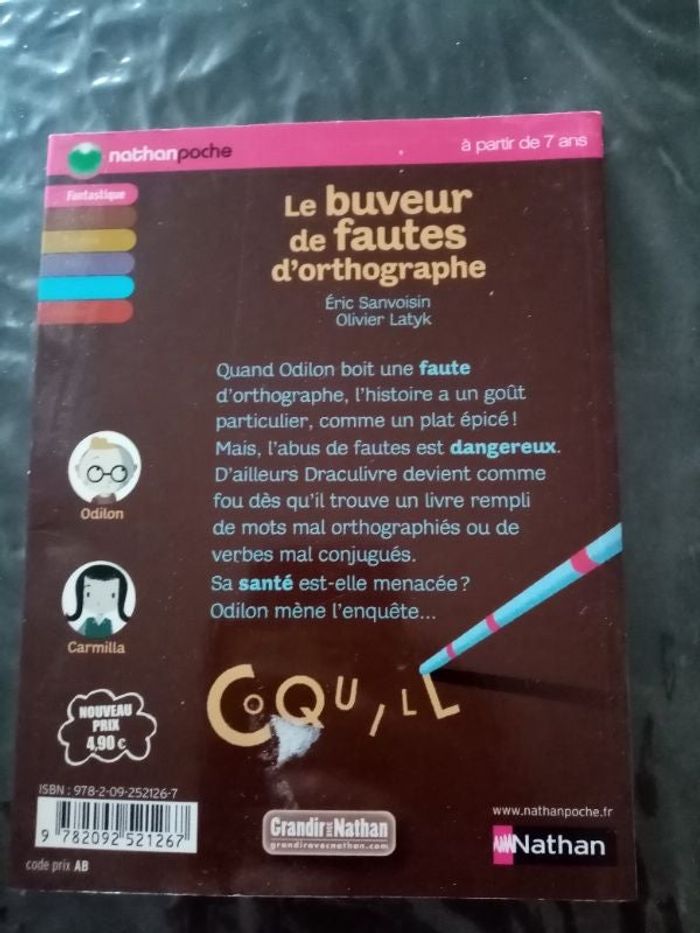 nathanpoche
à partir de 7 ans
Fantastique
Le buveur
de fautes
d'orthographe
Éric Sanvoisin
Olivier Latyk
Quand Odilon boit une faute
d'orthographe, l'histoire a un goût
particulier, comme un plat épicé !
Mais, l'abus de fautes est dangereux.
D'ailleurs Draculivre devient comme
fou dès qu'il trouve un livre rempli
de mots mal orthographiés ou de
verbes mal conjugués.
Sa santé est-elle menacée ?
Odilon mène l'enquête...
Odilon
Carmilla
COQUILL
NOUVEAU
PRIX
4,90 €
ISBN : 978-2-09-252126-7
9 782092 521267
code prix AB
Grandir avec Nathan
grandiravecnathan.com
www.nathanpoche.fr
Nathan